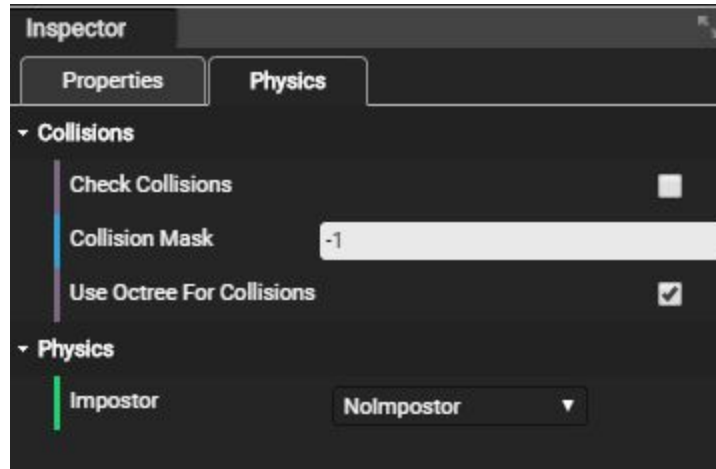 Inspector
Properties Physics
Collisions
Check Collisions
Collision Mask -1
Use Octree For Collisions
Physics
Impostor NoImpostor